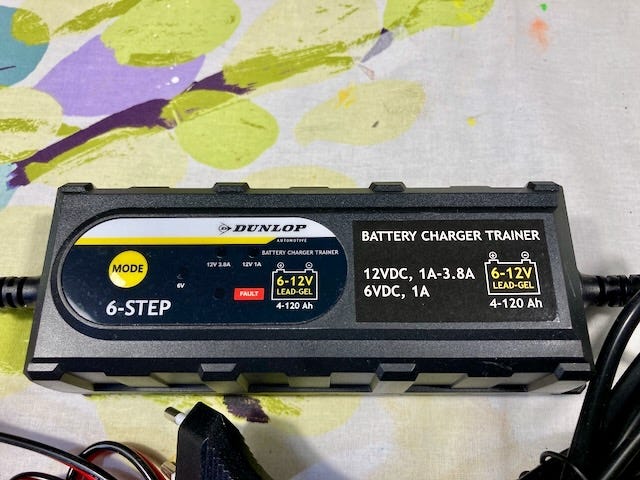 DUNLOP
AUTOMOTIVE
BATTERY CHARGER TRAINER
MODE
12V 3.8A
12V 1A
6V
FAULT
6-12V
LEAD-GEL
4-120 Ah
6-STEP
BATTERY CHARGER TRAINER
12VDC, 1A-3.8A
6VDC, 1A
6-12V
LEAD-GEL
4-120 Ah